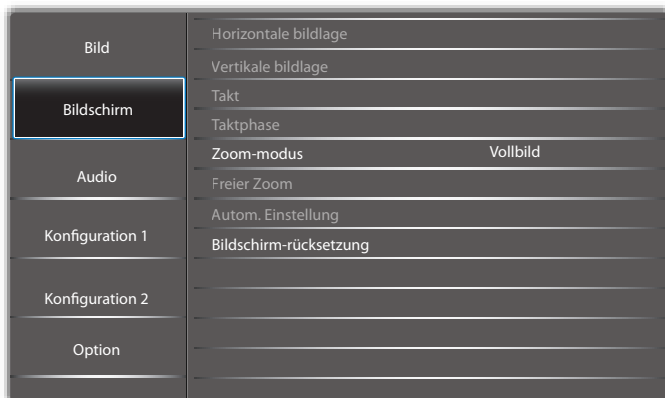 Bild
Bildschirm
Audio
Konfiguration 1
Konfiguration 2
Option
Horizontale bildlage
Vertikale bildlage
Takt
Taktphase
Zoom-modus Vollbild
Freier Zoom
Autom. Einstellung
Bildschirm-rücksetzung